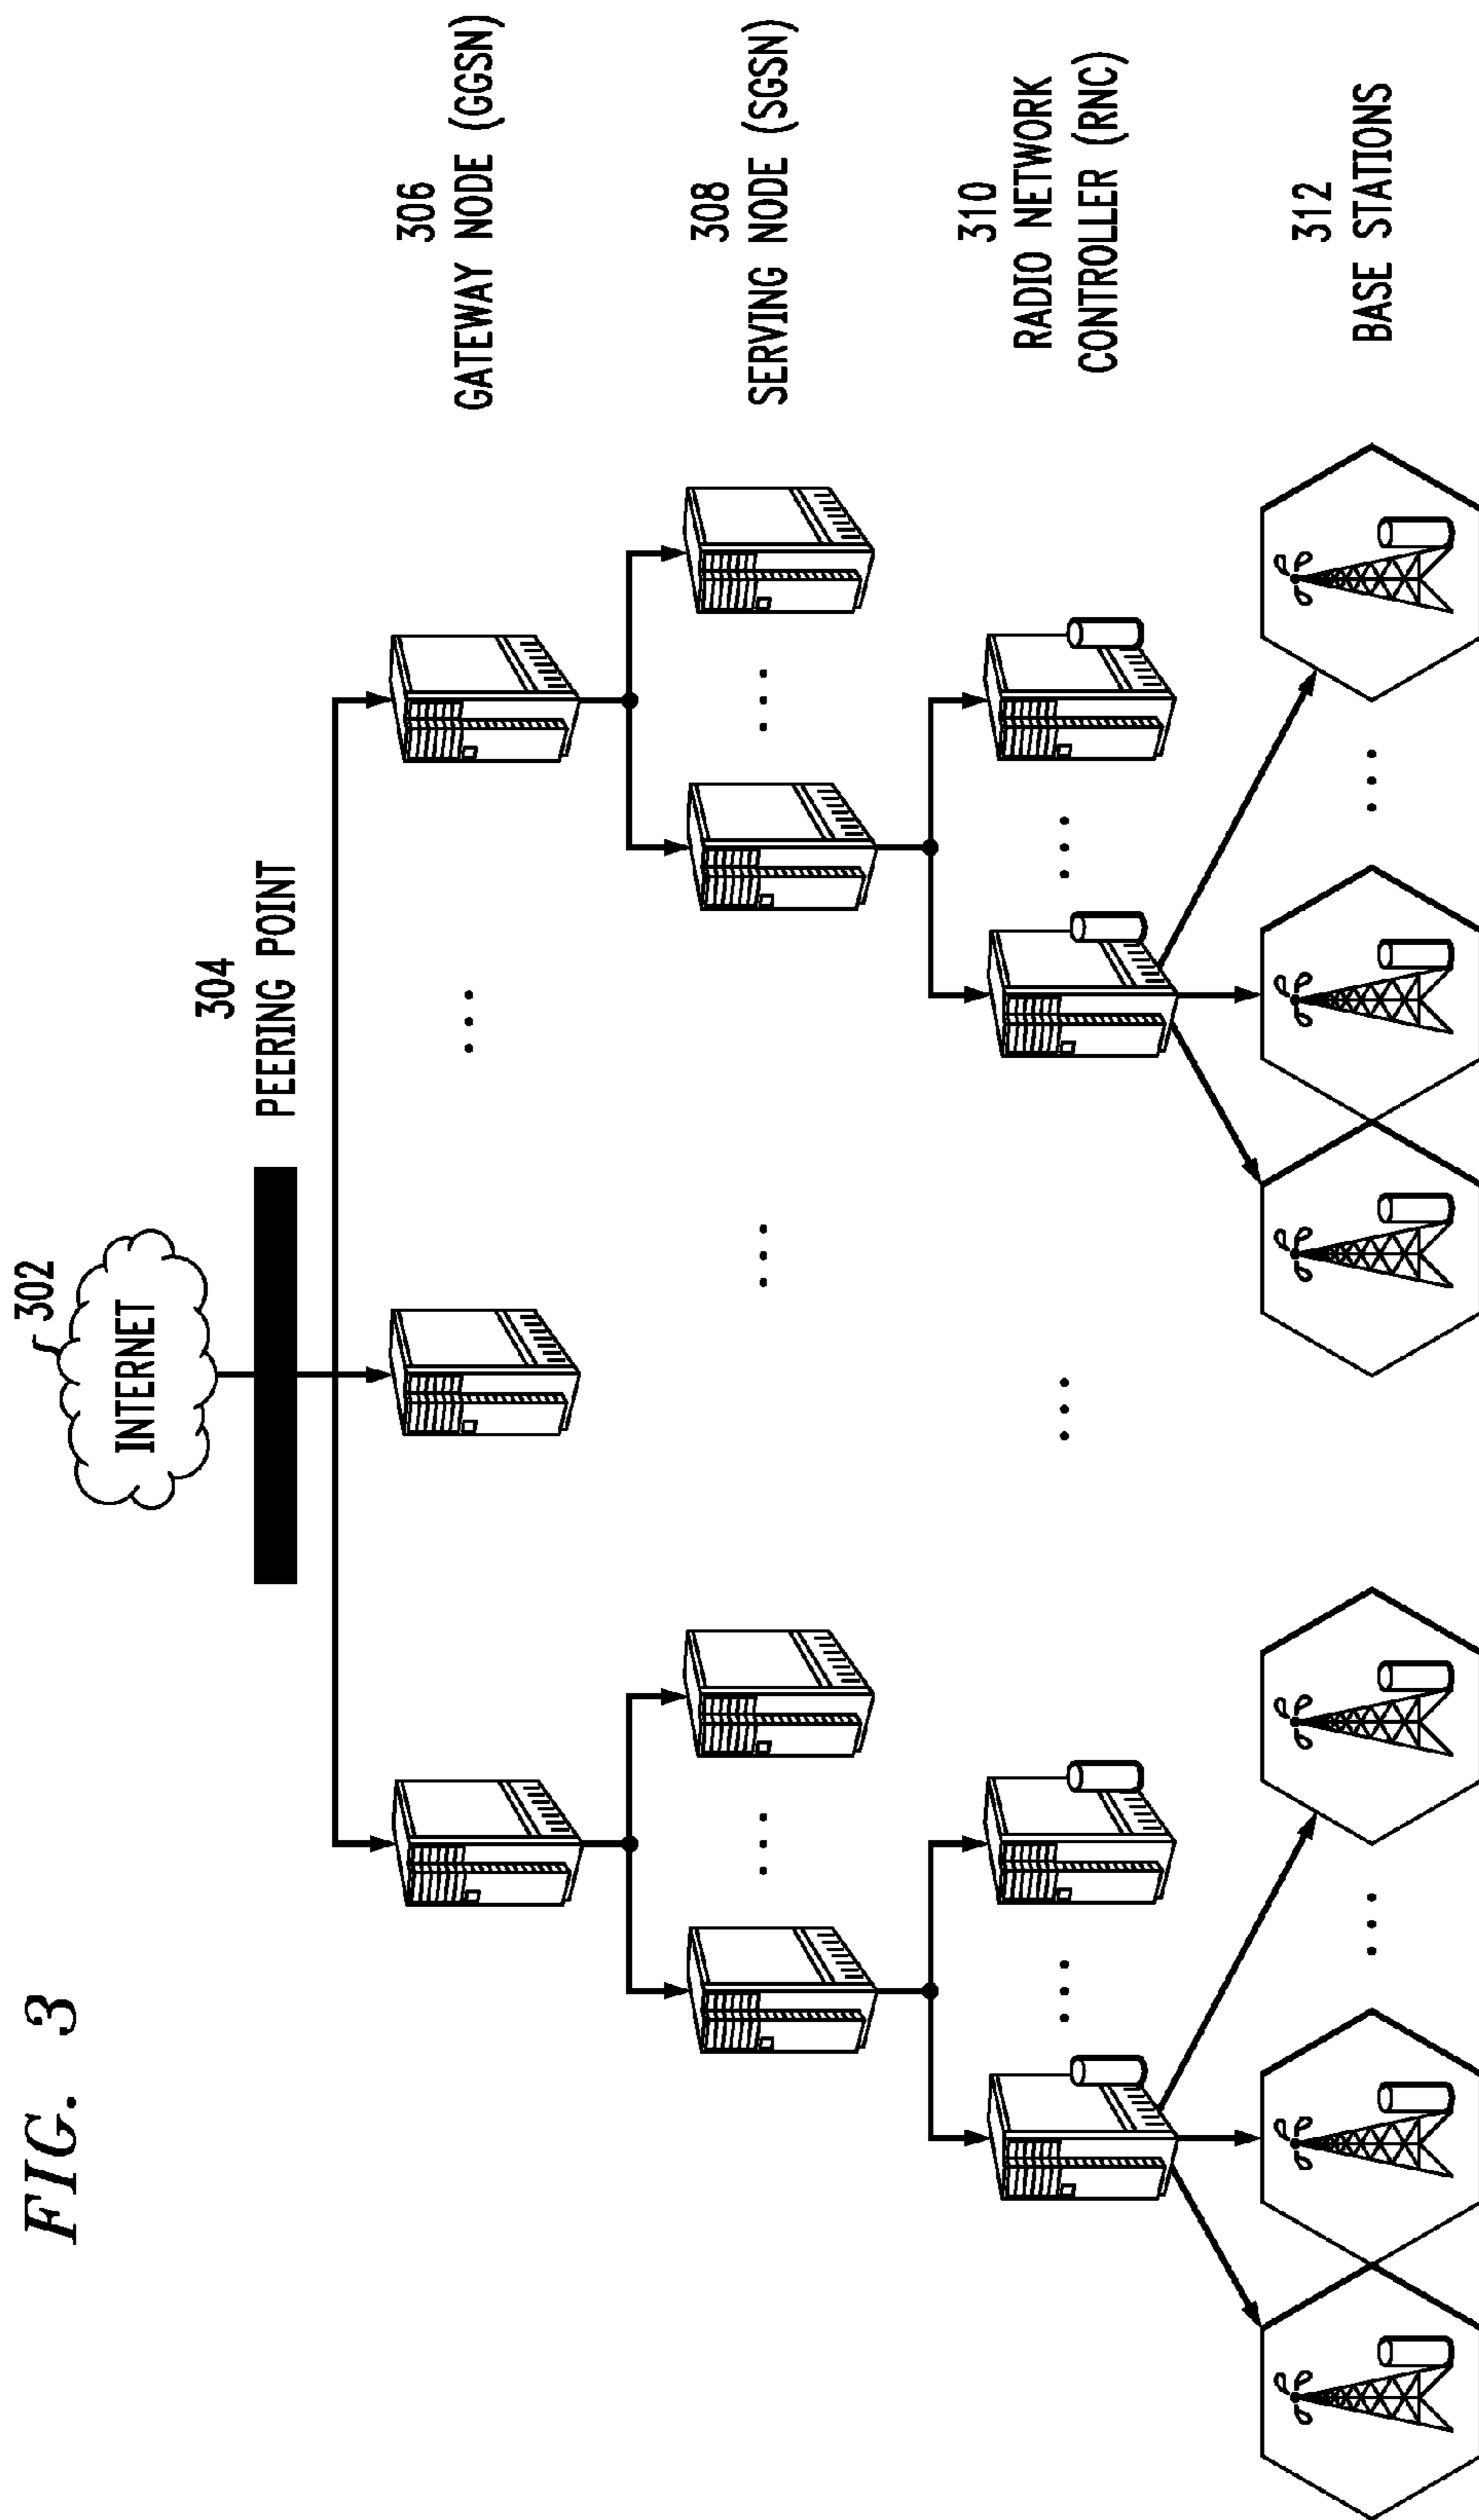 FIG. 3
302
INTERNET
304
PEERING POINT
306
GATEWAY NODE (GGSN)
308
SERVING NODE (SGSN)
310
RADIO NETWORK
CONTROLLER (RNC)
312
BASE STATIONS